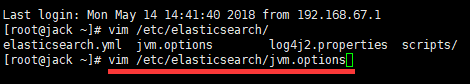 Last login: Mon May 14 14:41:40 2018 from 192.168.67.1
[root@jack ~]# vim /etc/elasticsearch/
elasticsearch.yml  jvm.options        log4j2.properties  scripts/
[root@jack ~]# vim /etc/elasticsearch/jvm.options